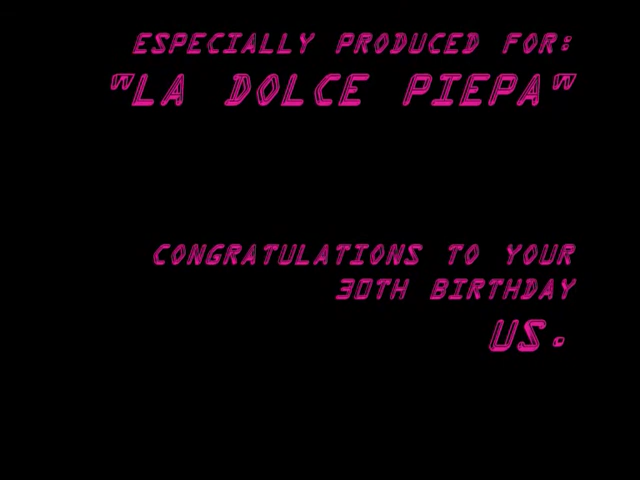 ESPECIALLY PRODUCED FOR:
"LA DOLCE PIEPA"
CONGRATULATIONS TO YOUR
30TH BIRTHDAY
US.